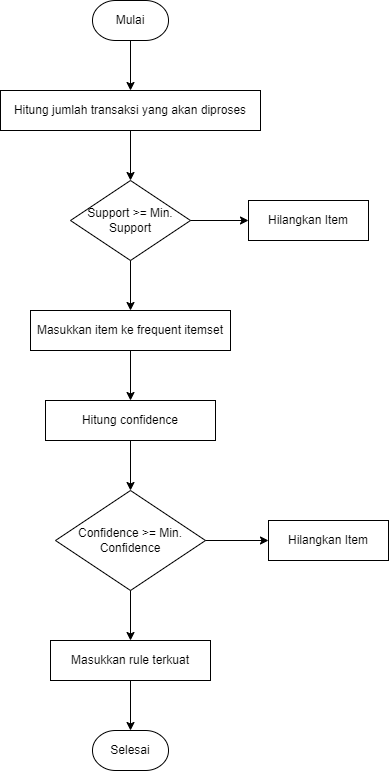 Mulai
Hitung jumlah transaksi yang akan diproses
Support >= Min.
Support
Hilangkan Item
Masukkan item ke frequent itemset
Hitung confidence
Confidence >= Min.
Confidence
Hilangkan Item
Masukkan rule terkuat
Selesai